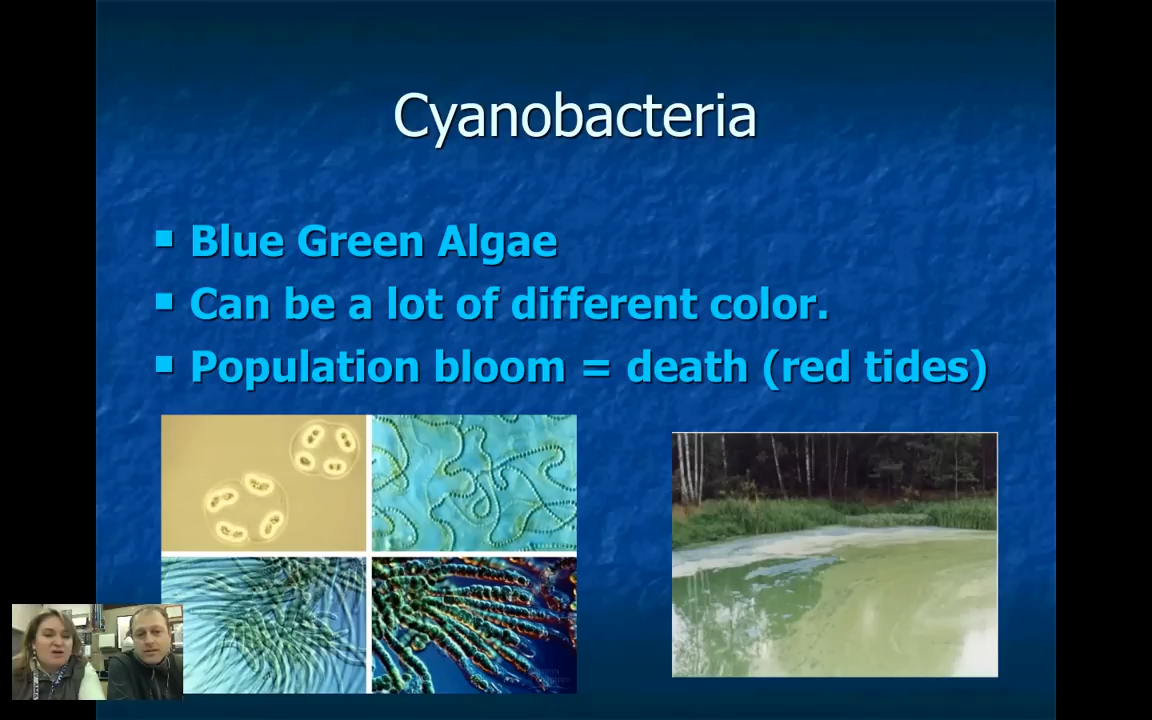 Cyanobacteria
Blue Green Algae
Can be a lot of different color.
Population bloom = death (red tides)